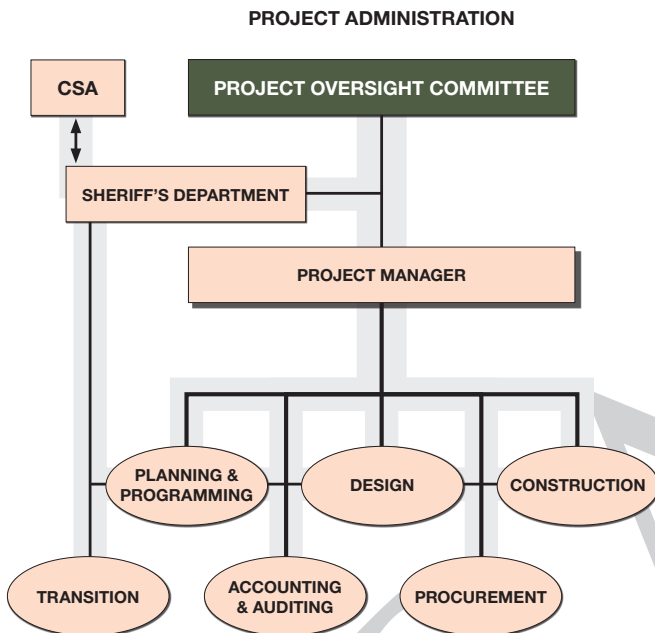 PROJECT ADMINISTRATION
CSA
PROJECT OVERSIGHT COMMITTEE
SHERIFF'S DEPARTMENT
PROJECT MANAGER
PLANNING &
PROGRAMMING
DESIGN
CONSTRUCTION
TRANSITION
ACCOUNTING
& AUDITING
PROCUREMENT